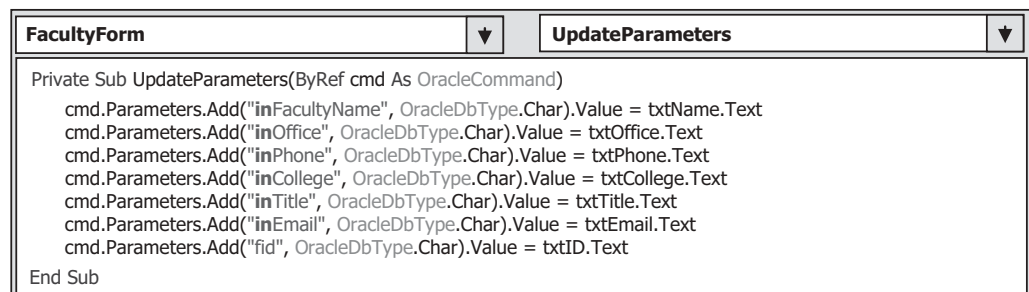 FacultyForm UpdateParameters
Private Sub UpdateParameters(ByRef cmd As OracleCommand)
cmd.Parameters.Add("inFacultyName", OracleDbType.Char).Value = txtName.Text
cmd.Parameters.Add("inOffice", OracleDbType.Char).Value = txtOffice.Text
cmd.Parameters.Add("inPhone", OracleDbType.Char).Value = txtPhone.Text
cmd.Parameters.Add("inCollege", OracleDbType.Char).Value = txtCollege.Text
cmd.Parameters.Add("inTitle", OracleDbType.Char).Value = txtTitle.Text
cmd.Parameters.Add("inEmail", OracleDbType.Char).Value = txtEmail.Text
cmd.Parameters.Add("fid", OracleDbType.Char).Value = txtID.Text
End Sub